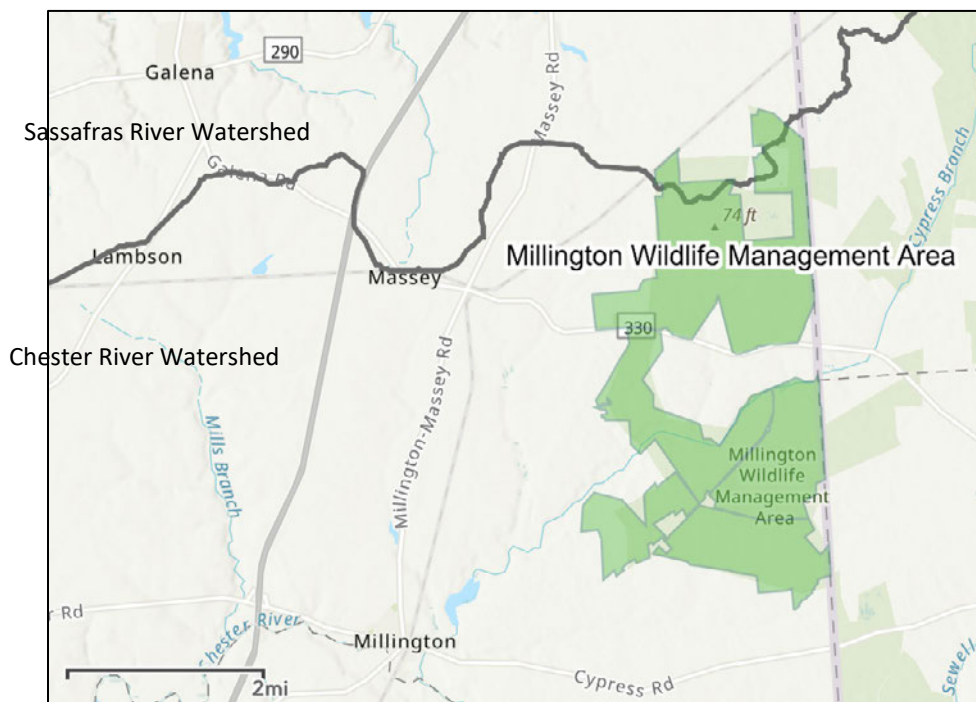 290
Galena
Massey Rd
Sassafras River Watershed
Galena Rd
Cypress Branch
74 ft
Lambson
Millington Wildlife Management Area
Massey
330
Chester River Watershed
Millington-Massey Rd
Mills Branch
Millington
Wildlife
Management
Area
r Rd
Chester River
Millington
Cypress Rd
Sewell
2mi